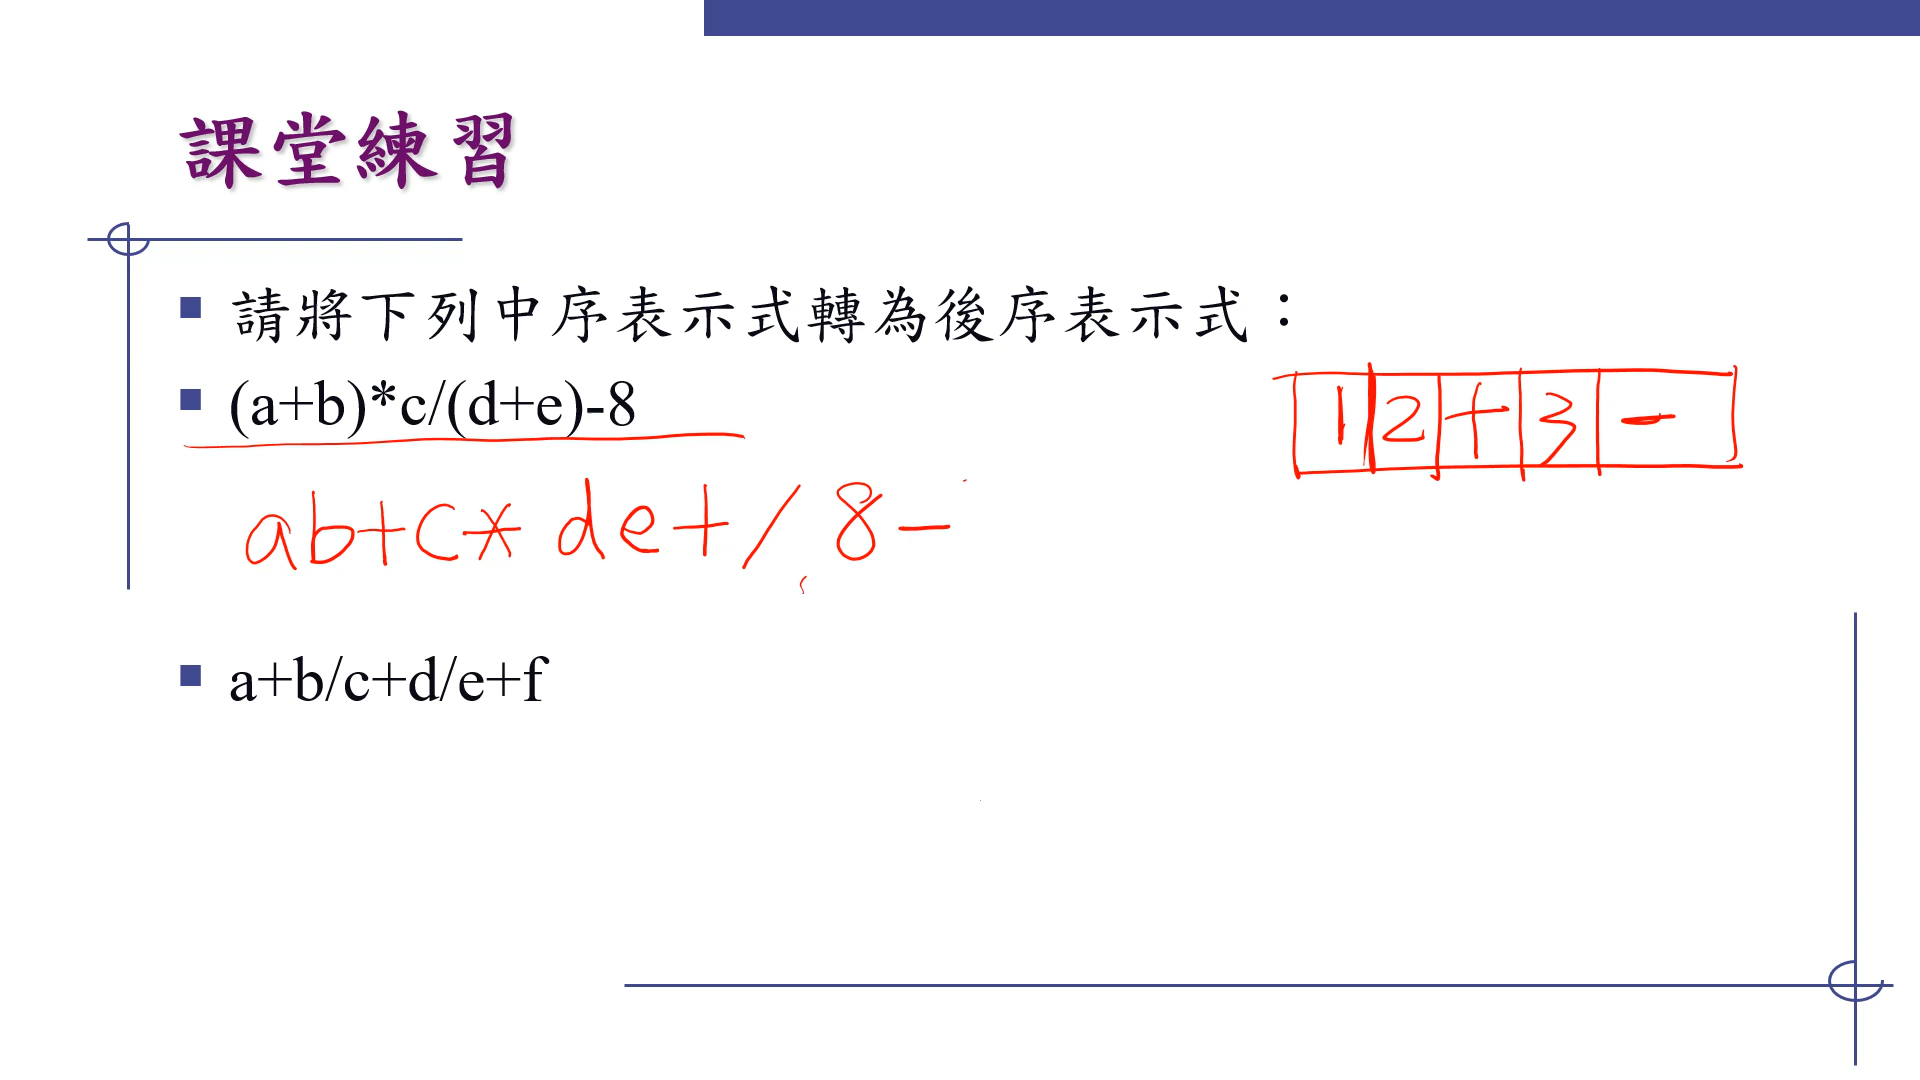 課堂練習
請將下列中序表示式轉為後序表示式：
(a+b)*c/(d+e)-8
1 2 + 3 -
ab+c* de+/ 8-
a+b/c+d/e+f